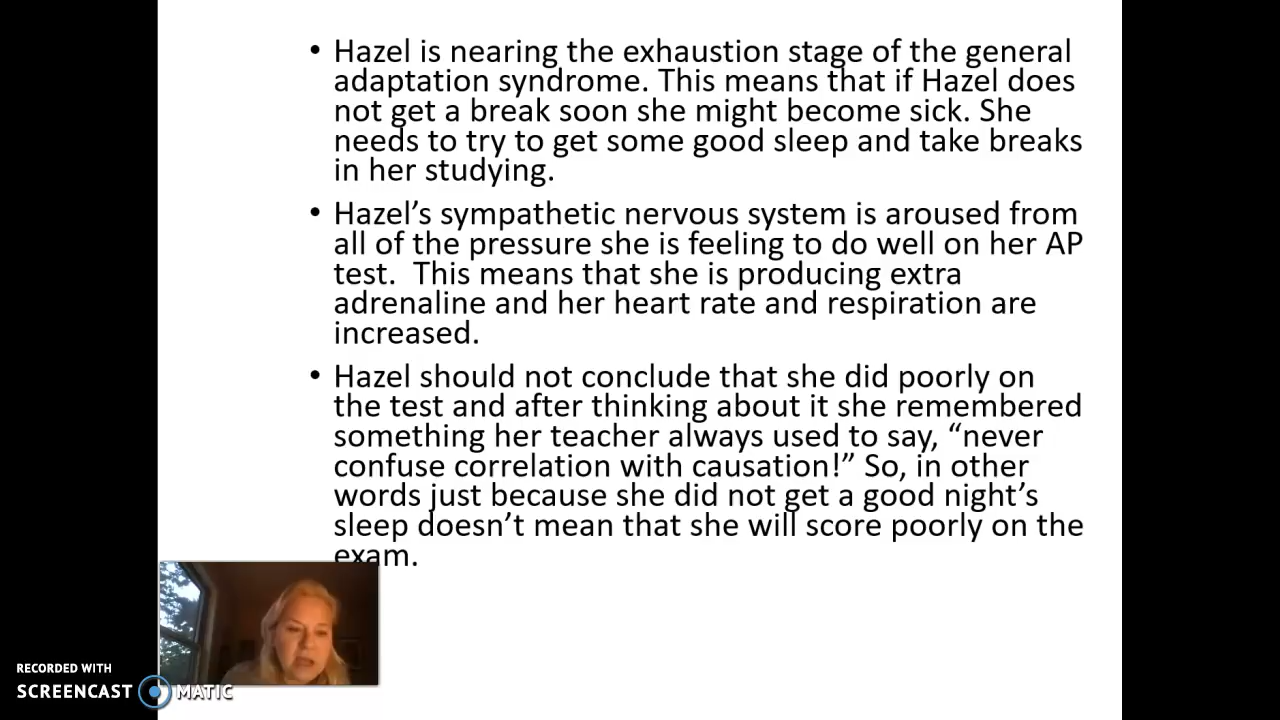 • Hazel is nearing the exhaustion stage of the general
adaptation syndrome. This means that if Hazel does
not get a break soon she might become sick. She
needs to try to get some good sleep and take breaks
in her studying.
• Hazel’s sympathetic nervous system is aroused from
all of the pressure she is feeling to do well on her AP
test.  This means that she is producing extra
adrenaline and her heart rate and respiration are
increased.
• Hazel should not conclude that she did poorly on
the test and after thinking about it she remembered
something her teacher always used to say, “never
confuse correlation with causation!” So, in other
words just because she did not get a good night’s
sleep doesn’t mean that she will score poorly on the
exam.
RECORDED WITH
SCREENCAST MATIC